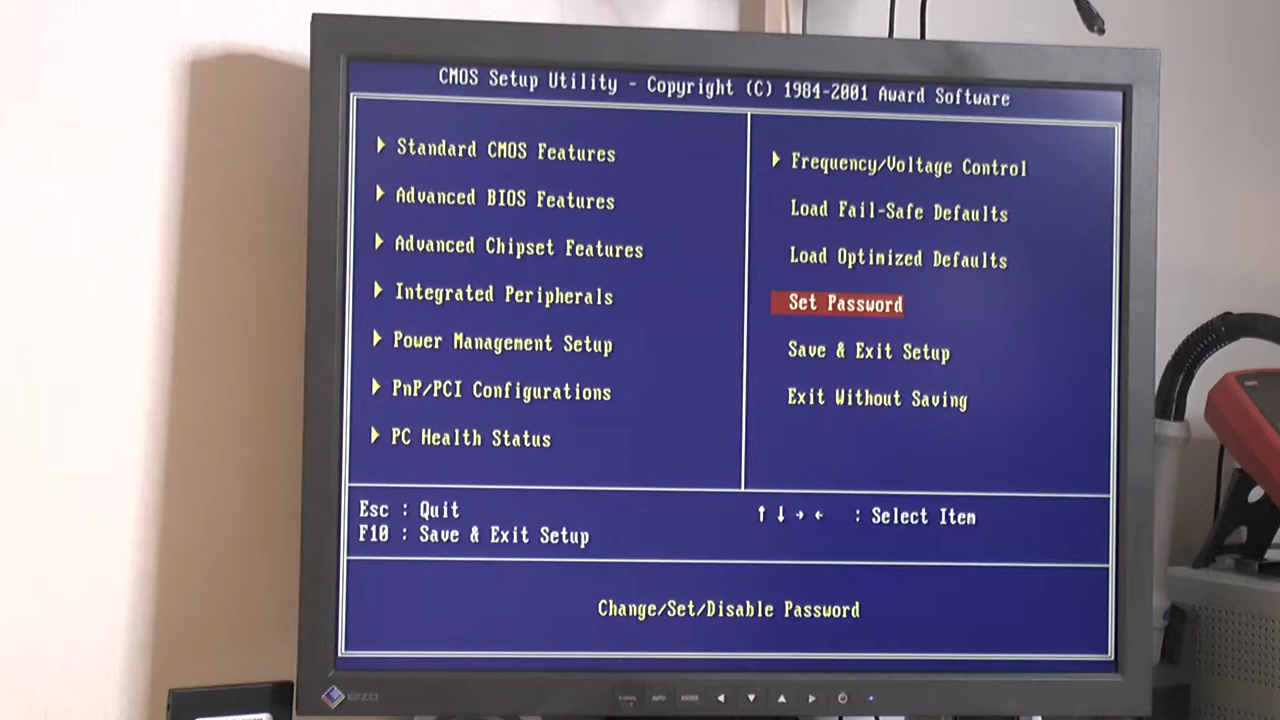 CMOS Setup Utility - Copyright (C) 1984-2001 Award Software
Standard CMOS Features
Advanced BIOS Features
Advanced Chipset Features
Integrated Peripherals
Power Management Setup
PnP/PCI Configurations
PC Health Status
Frequency/Voltage Control
Load Fail-Safe Defaults
Load Optimized Defaults
Set Password
Save & Exit Setup
Exit Without Saving
Esc : Quit
F10 : Save & Exit Setup
↑ ↓ → ← : Select Item
Change/Set/Disable Password
EIZO
AUTO
ENTER